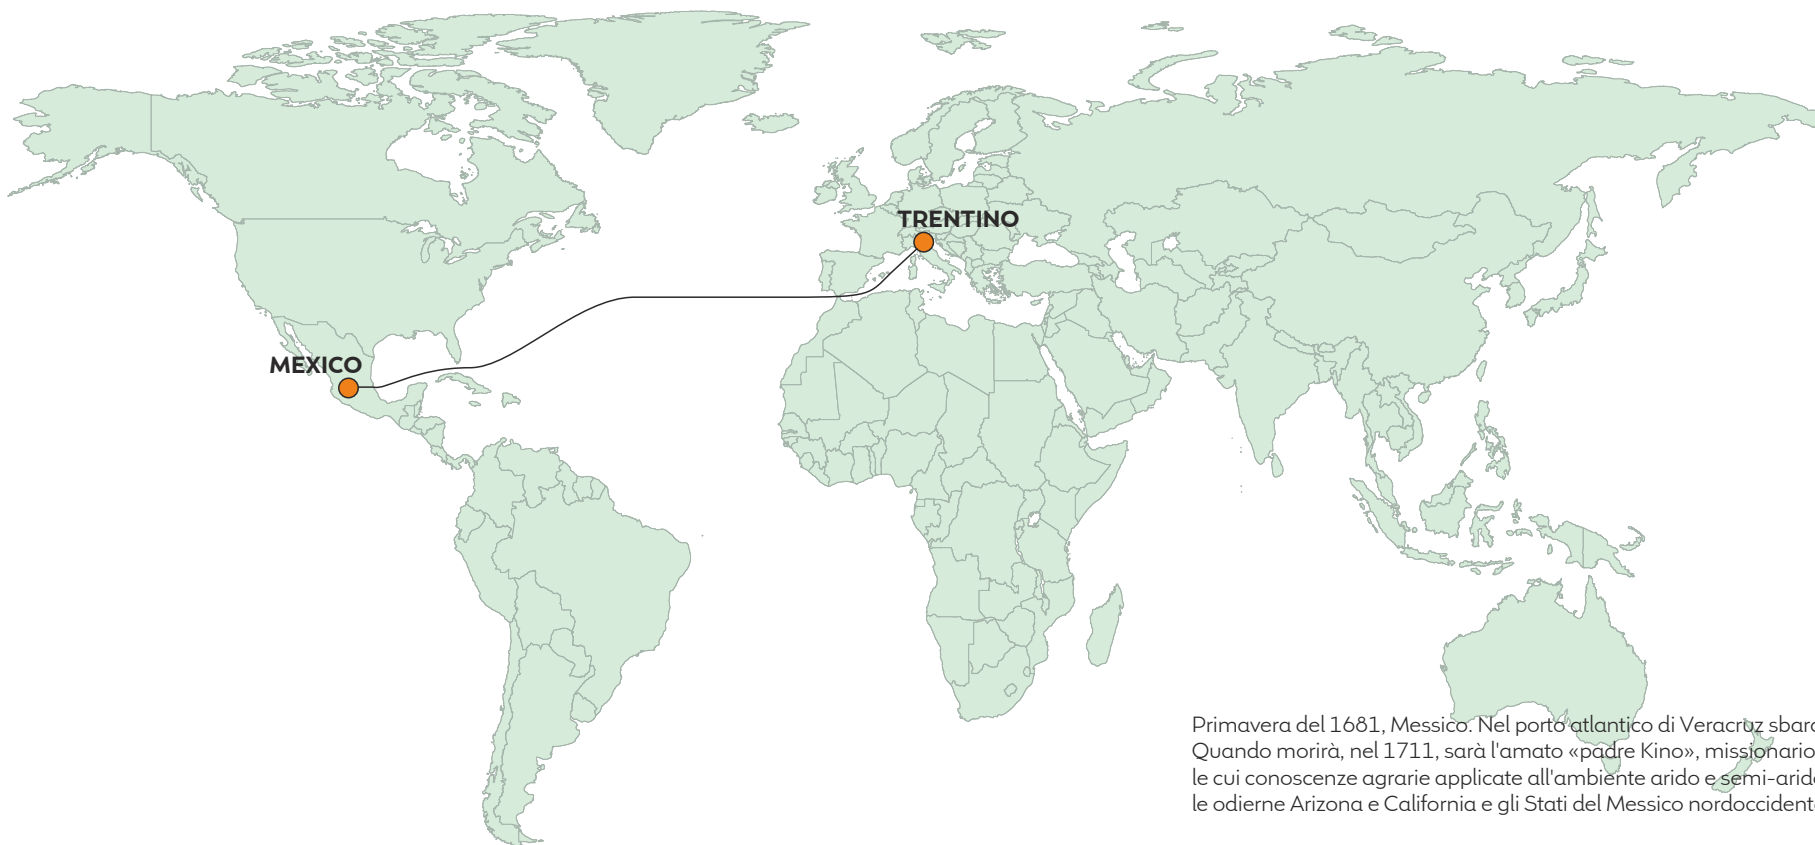 TRENTINO
MEXICO
Primavera del 1681, Messico. Nel porto atlantico di Veracruz
Quando morirà, nel 1711, sarà l'amato «padre Kino», missionario
le cui conoscenze agrarie applicate all'ambiente arido e
le odierne Arizona e California e gli Stati del Messico